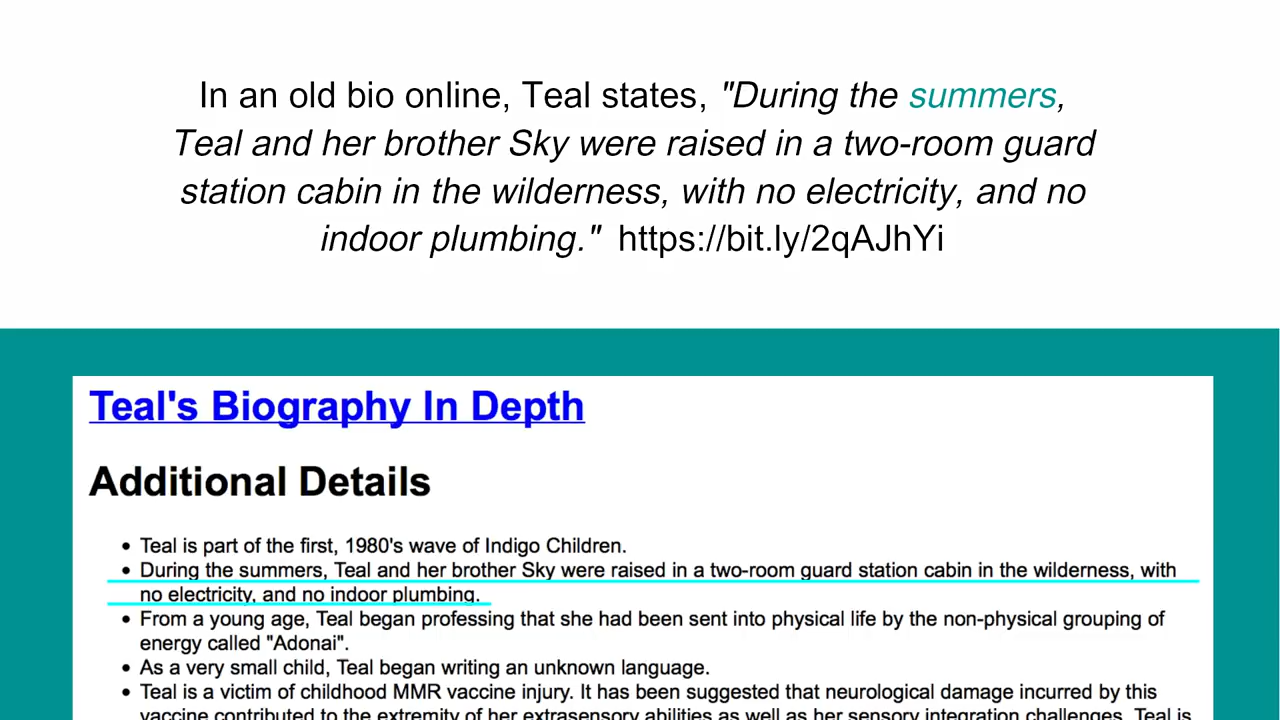 In an old bio online, Teal states, "During the summers,
Teal and her brother Sky were raised in a two-room guard
station cabin in the wilderness, with no electricity, and no
indoor plumbing." https://bit.ly/2qAJhYi
Teal's Biography In Depth
Additional Details
• Teal is part of the first, 1980's wave of Indigo Children.
• During the summers, Teal and her brother Sky were raised in a two-room guard station cabin in the wilderness, with
no electricity, and no indoor plumbing.
• From a young age, Teal began professing that she had been sent into physical life by the non-physical grouping of
energy called "Adonai".
• As a very small child, Teal began writing an unknown language.
• Teal is a victim of childhood MMR vaccine injury. It has been suggested that neurological damage incurred by this
vaccine contributed to the extremity of her extrasensory abilities as well as her sensory integration challenges. Teal is